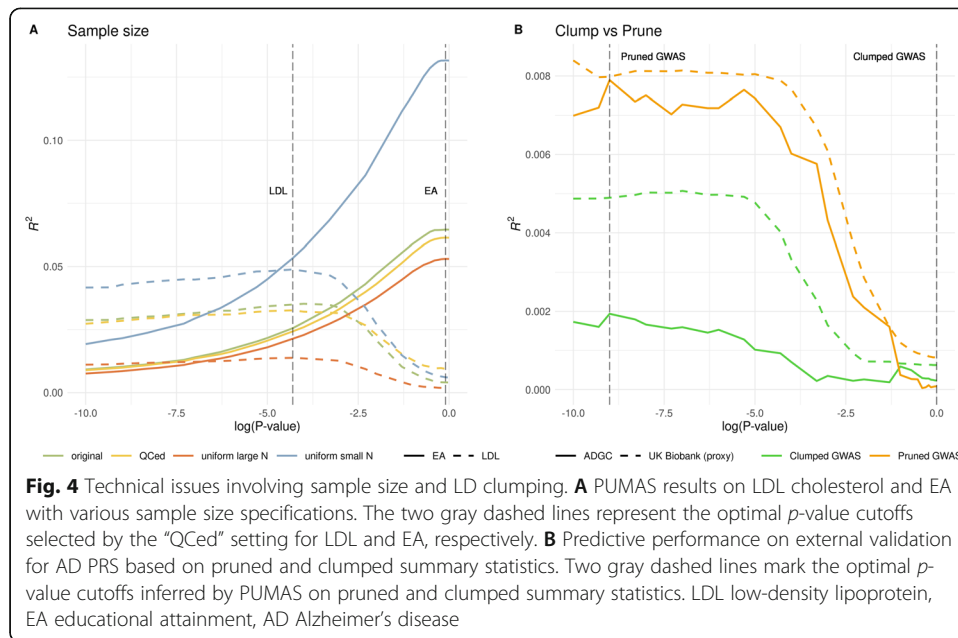 A Sample size
LDL
EA
R²
0.10
0.05
0.00
-10.0 -7.5 -5.0 -2.5 0.0
log(P-value)
original QCed uniform large N uniform small N EA LDL
B Clump vs Prune
Pruned GWAS Clumped GWAS
R²
0.008
0.006
0.004
0.002
0.000
-10.0 -7.5 -5.0 -2.5 0.0
log(P-value)
ADGC UK Biobank (proxy) Clumped GWAS Pruned GWAS
Fig. 4 Technical issues involving sample size and LD clumping. A PUMAS results on LDL cholesterol and EA
with various sample size specifications. The two gray dashed lines represent the optimal p-value cutoffs
selected by the “QCed” setting for LDL and EA, respectively. B Predictive performance on external validation
for AD PRS based on pruned and clumped summary statistics. Two gray dashed lines mark the optimal p-
value cutoffs inferred by PUMAS on pruned and clumped summary statistics. LDL low-density lipoprotein,
EA educational attainment, AD Alzheimer’s disease